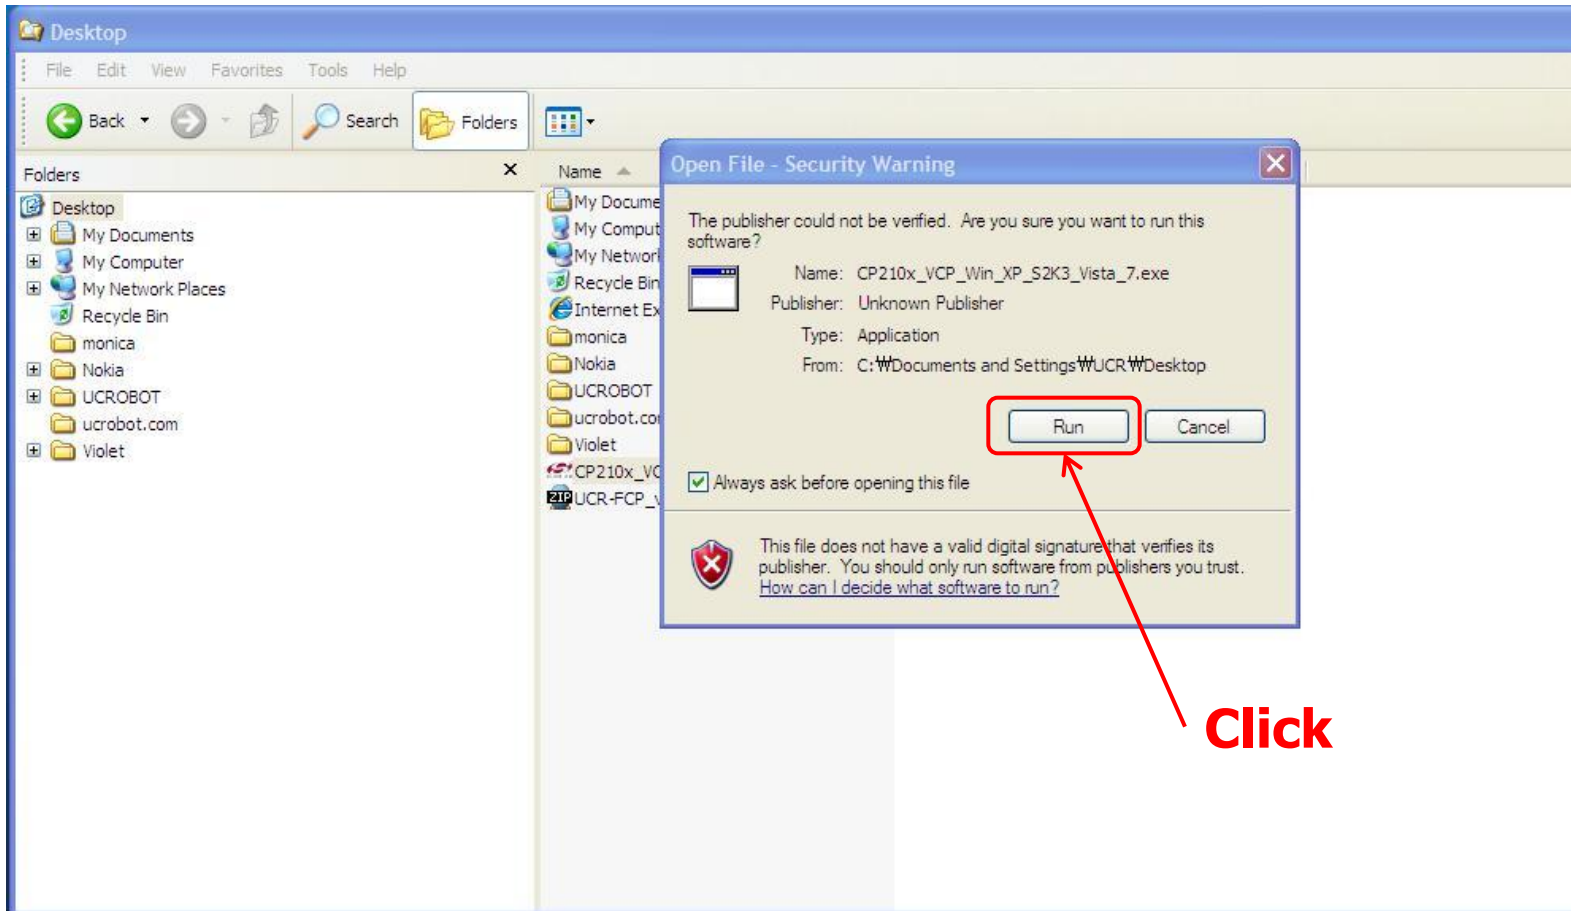 Desktop
File Edit View Favorites Tools Help
Back Search Folders
Folders
Desktop
My Documents
My Computer
My Network Places
Recycle Bin
monica
Nokia
UCROBOT
ucrobot.com
Violet
Name
My Docume
My Comput
My Networ
Recycle Bin
Internet Ex
monica
Nokia
UCROBOT
ucrobot.co
Violet
CP210x_VC
ZIP UCR-FCP_v
Open File - Security Warning
The publisher could not be verified. Are you sure you want to run this
software?
Name: CP210x_VCP_Win_XP_S2K3_Vista_7.exe
Publisher: Unknown Publisher
Type: Application
From: C:₩Documents and Settings₩UCR₩Desktop
Run Cancel
Always ask before opening this file
This file does not have a valid digital signature that verifies its
publisher. You should only run software from publishers you trust.
How can I decide what software to run?
Click